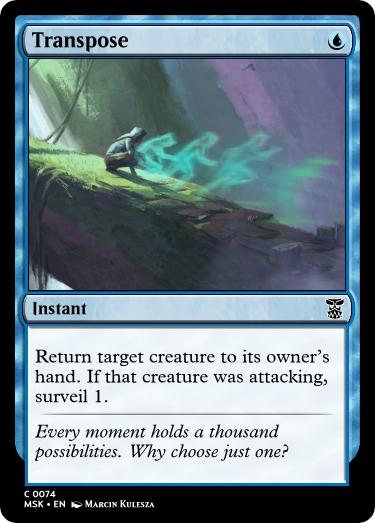 Transpose
Instant
Return target creature to its owner's
hand. If that creature was attacking,
surveil 1.
Every moment holds a thousand
possibilities. Why choose just one?
C 0074
MSK • EN Marcin Kulesza